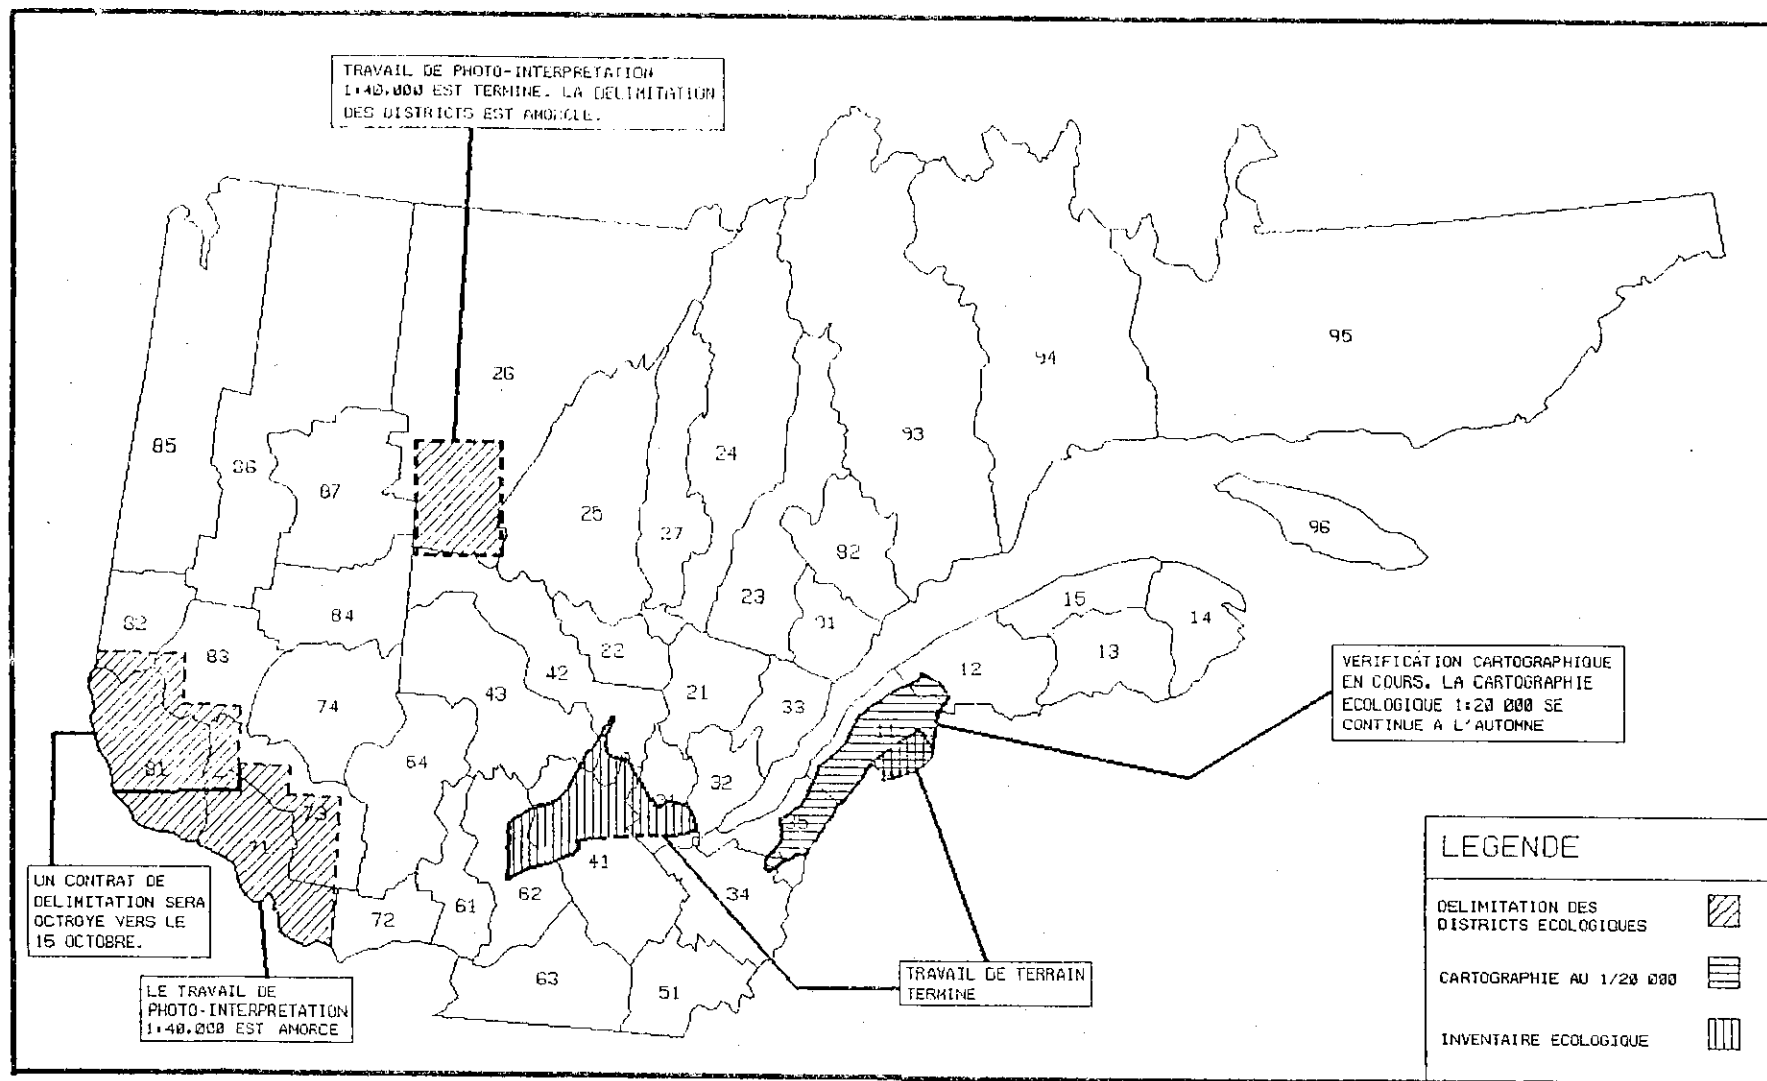 TRAVAIL DE PHOTO-INTERPRETATION
1:40.000 EST TERMINE. LA DELIMITATION
DES DISTRICTS EST AMORCEE.
95
94
26
93
85
86
24
87
25
27
96
92
23
15
84
14
82
91
13
83
22
12
42
21
43
74
33
VERIFICATION CARTOGRAPHIQUE
EN COURS. LA CARTOGRAPHIE
ECOLOGIQUE 1:20 000 SE
CONTINUE A L'AUTOMNE
81
64
32
31
73
35
71
41
62
34
61
72
63
51
UN CONTRAT DE
DELIMITATION SERA
OCTROYE VERS LE
15 OCTOBRE.
LE TRAVAIL DE
PHOTO-INTERPRETATION
1:40.000 EST AMORCE
TRAVAIL DE TERRAIN
TERMINE
LEGENDE
DELIMITATION DES
DISTRICTS ECOLOGIQUES
CARTOGRAPHIE AU 1/20 000
INVENTAIRE ECOLOGIQUE